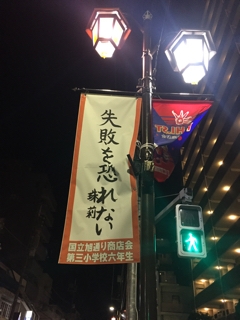 失敗を恐れない
珠莉
国立旭通り商店会
第三小学校六年生